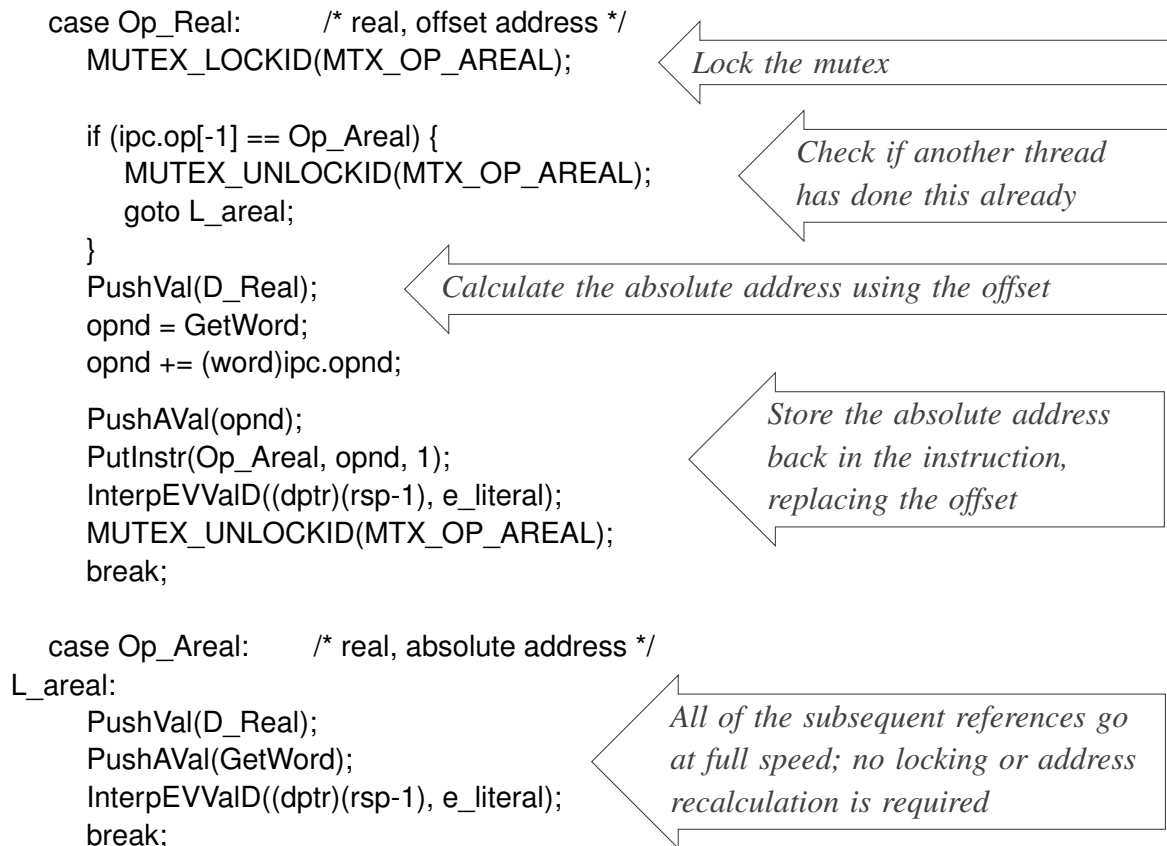 case Op_Real: /* real, offset address */
MUTEX_LOCKID(MTX_OP_AREAL);
Lock the mutex
if (ipc.op[-1] == Op_Areal) {
MUTEX_UNLOCKID(MTX_OP_AREAL);
goto L_areal;
}
Check if another thread
has done this already
PushVal(D_Real);
Calculate the absolute address using the offset
opnd = GetWord;
opnd += (word)ipc.opnd;
PushAVal(opnd);
PutInstr(Op_Areal, opnd, 1);
InterpEVValD((dptr)(rsp-1), e_literal);
MUTEX_UNLOCKID(MTX_OP_AREAL);
break;
Store the absolute address
back in the instruction,
replacing the offset
case Op_Areal: /* real, absolute address */
L_areal:
PushVal(D_Real);
PushAVal(GetWord);
InterpEVValD((dptr)(rsp-1), e_literal);
break;
All of the subsequent references go
at full speed; no locking or address
recalculation is required